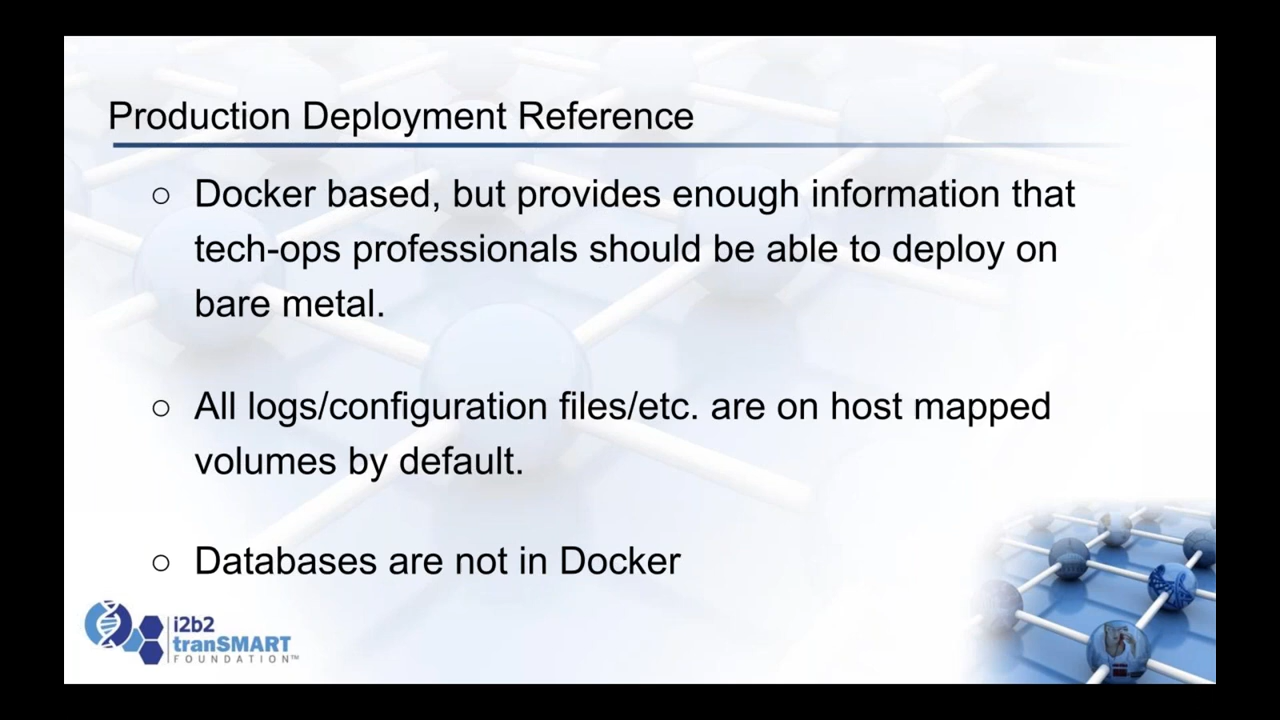 Production Deployment Reference
○ Docker based, but provides enough information that
tech-ops professionals should be able to deploy on
bare metal.
○ All logs/configuration files/etc. are on host mapped
volumes by default.
○ Databases are not in Docker
i2b2
tranSMART
FOUNDATION™